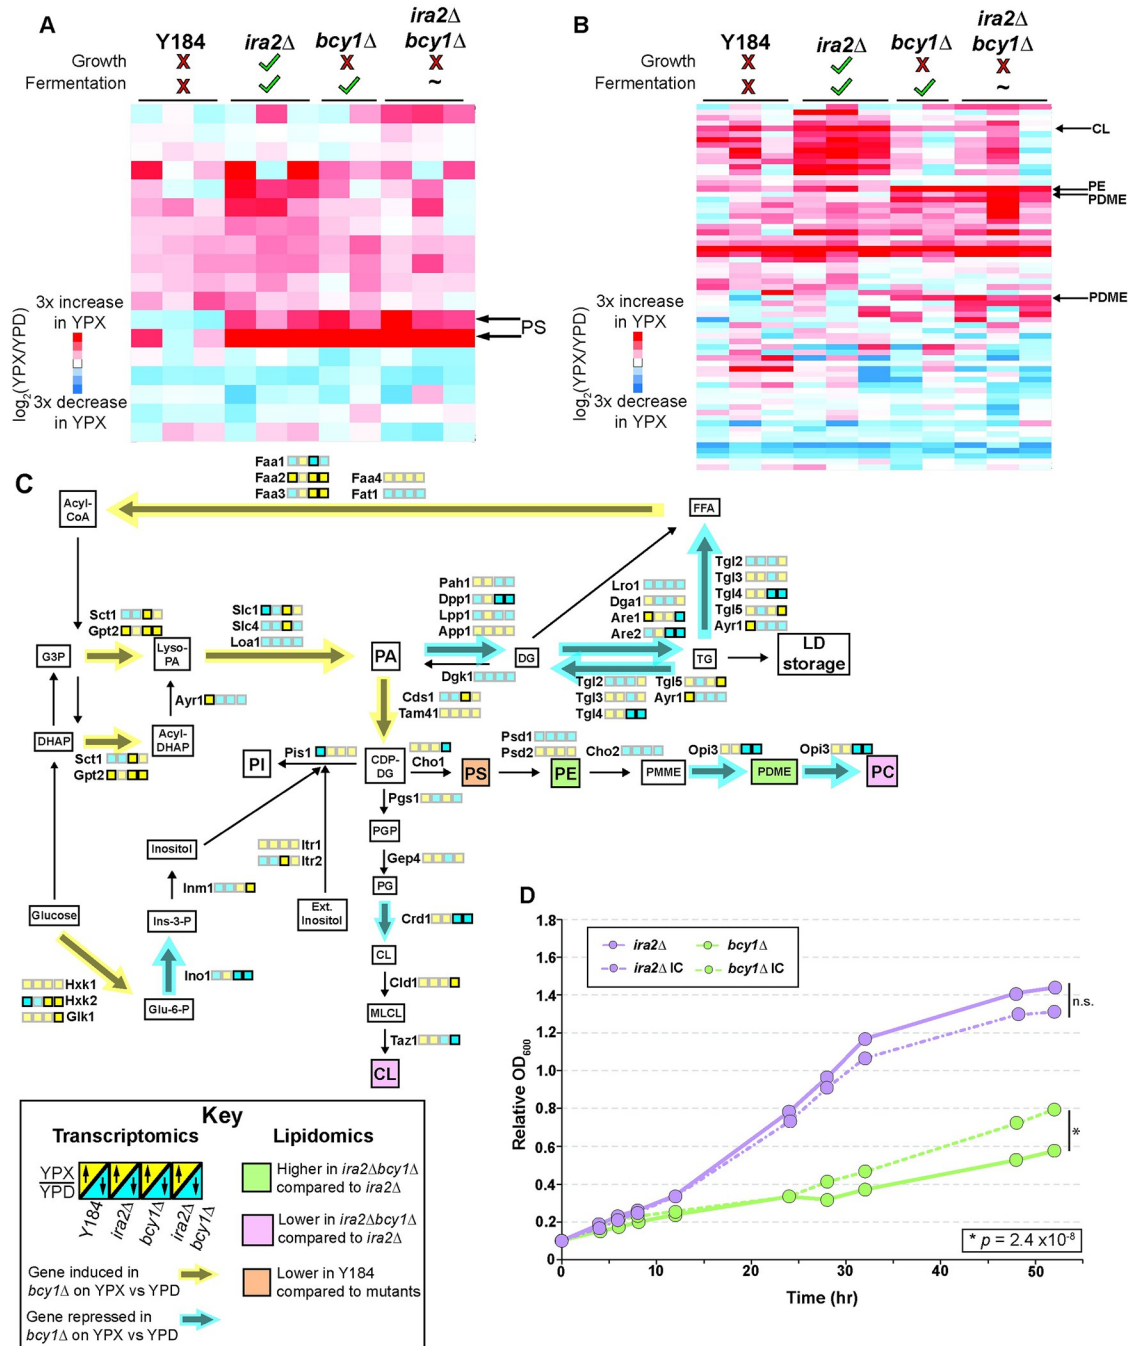 A
Y184
ira2Δ
bcy1Δ
ira2Δ
bcy1Δ
Growth
X
X
X
Fermentation
X
~
3x increase
in YPX
log2(YPX/YPD)
3x decrease
in YPX
PS
B
Y184
ira2Δ
bcy1Δ
ira2Δ
bcy1Δ
Growth
X
X
X
Fermentation
X
~
3x increase
in YPX
log2(YPX/YPD)
3x decrease
in YPX
CL
PE
PDME
PDME
C
Faa1
Faa2
Faa3
Faa4
Fat1
Acyl-
CoA
FFA
Sct1
Gpt2
Slc1
Slc4
Loa1
Pah1
Dpp1
Lpp1
App1
Lro1
Dga1
Are1
Are2
Tgl2
Tgl3
Tgl4
Tgl5
Ayr1
G3P
Lyso-
PA
PA
DG
TG
LD
storage
Dgk1
Ayr1
Cds1
Tam41
Tgl2
Tgl3
Tgl4
Tgl5
Ayr1
DHAP
Acyl-
DHAP
Sct1
Gpt2
PI
Pis1
CDP-
DG
Cho1
PS
Psd1
Psd2
PE
Cho2
PMME
Opi3
PDME
Opi3
PC
Pgs1
PGP
Gep4
PG
Crd1
CL
Cld1
MLCL
Taz1
CL
Inositol
Itr1
Itr2
Inm1
Glucose
Ins-3-P
Ext.
Inositol
Ino1
Hxk1
Hxk2
Glk1
Glu-6-P
Key
Transcriptomics
YPX
YPD
Y184
ira2Δ
bcy1Δ
ira2Δ
bcy1Δ
Gene induced in
bcy1Δ on YPX vs YPD
Gene repressed in
bcy1Δ on YPX vs YPD
Lipidomics
Higher in ira2Δbcy1Δ
compared to ira2Δ
Lower in ira2Δbcy1Δ
compared to ira2Δ
Lower in Y184
compared to mutants
D
1.8
1.6
1.4
1.2
1.0
0.8
0.6
0.4
0.2
0
Relative OD600
ira2Δ
bcy1Δ
ira2Δ IC
bcy1Δ IC
n.s.
*
* p = 2.4 x10-8
0
10
20
30
40
50
Time (hr)